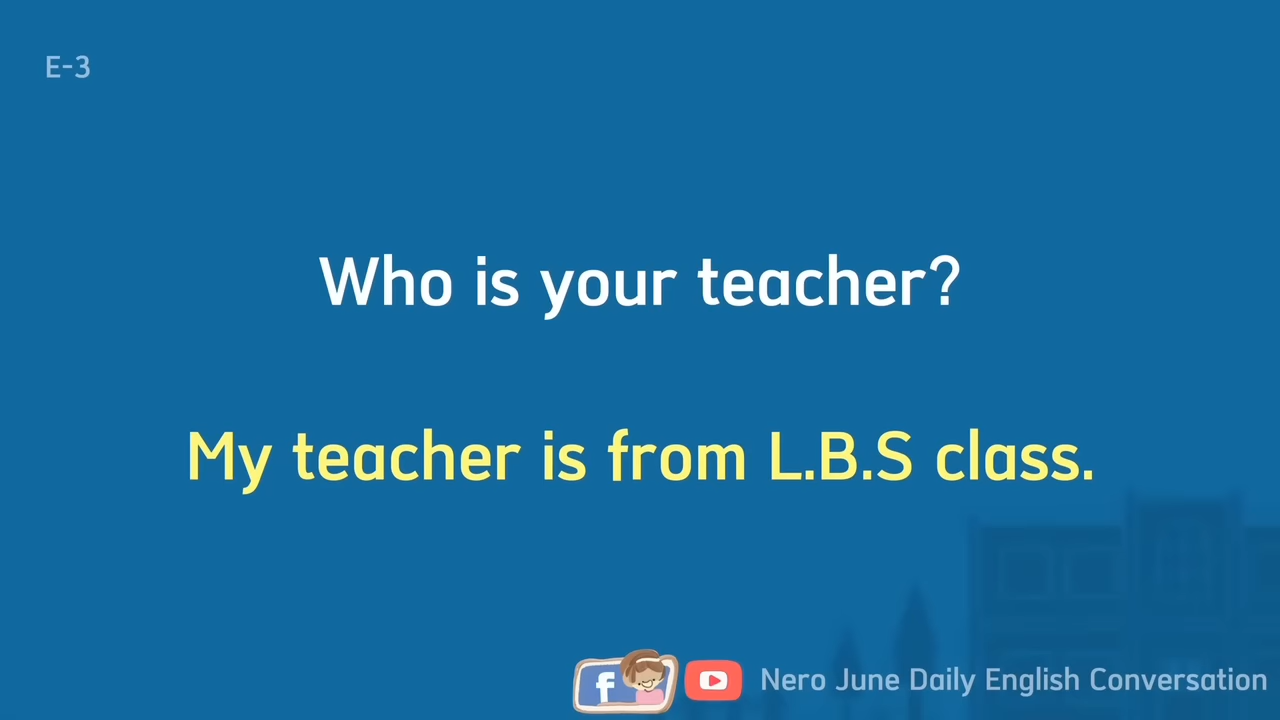 E-3
Who is your teacher?
My teacher is from L.B.S class.
f
Nero June Daily English Conversation